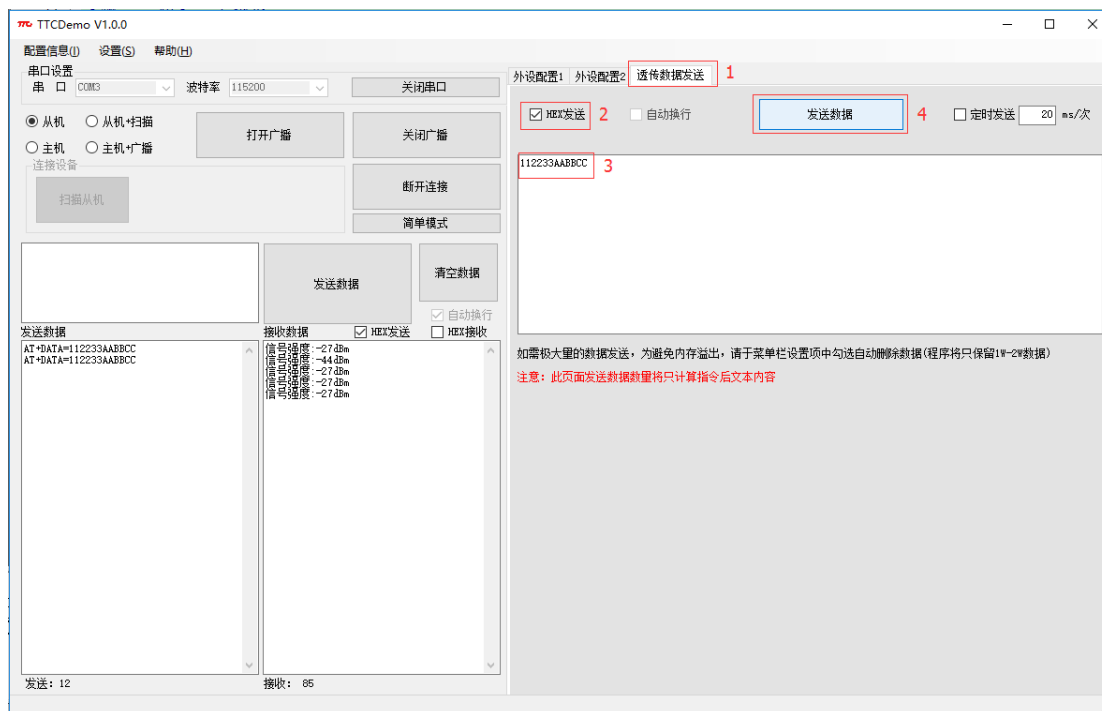 TTC TTCDemo V1.0.0
配置信息(I) 设置(S) 帮助(H)
串口设置
串 口 COM3 波特率 115200 关闭串口
从机 从机+扫描 打开广播 关闭广播
主机 主机+广播
连接设备
扫描从机 断开连接
简单模式
发送数据 清空数据
自动换行
发送数据 接收数据 HEX发送 HEX接收
AT+DATA=112233AABBCC
AT+DATA=112233AABBCC
信号强度:-27dBm
信号强度:-44dBm
信号强度:-27dBm
信号强度:-27dBm
信号强度:-27dBm
发送：12 接收： 85
外设配置1 外设配置2 透传数据发送 1
HEX发送 2 自动换行 发送数据 4 定时发送 20 ms/次
112233AABBCC 3
如需极大量的数据发送，为避免内存溢出，请于菜单栏设置项中勾选自动删除数据(程序将只保留1W-2W数据)
注意：此页面发送数据数量将只计算指令后文本内容